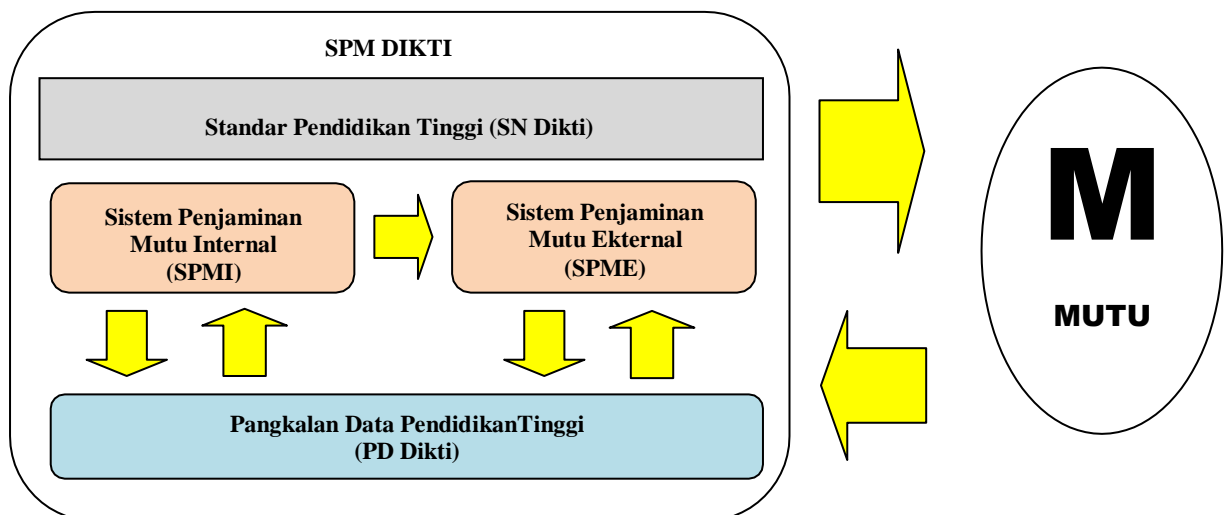 SPM DIKTI
Standar Pendidikan Tinggi (SN Dikti)
Sistem Penjaminan
Mutu Internal
(SPMI)
Sistem Penjaminan
Mutu Ekternal
(SPME)
Pangkalan Data PendidikanTinggi
(PD Dikti)
M
MUTU